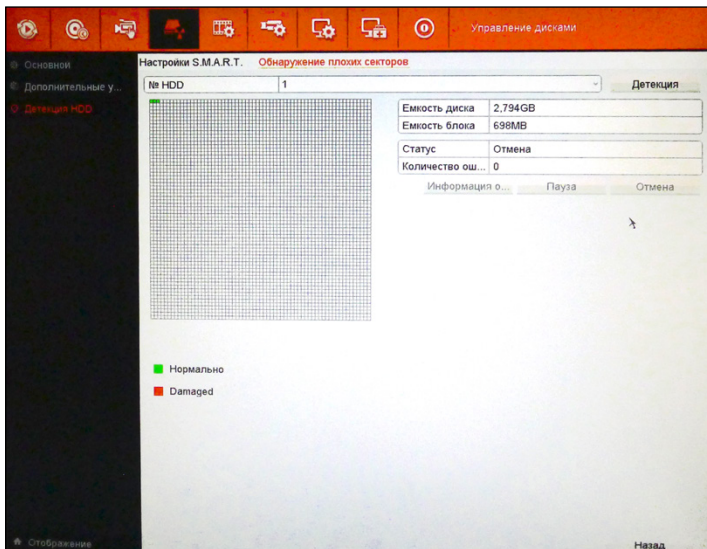 Управление дисками
Основной
Дополнительные у...
Детекция HDD
Настройки S.M.A.R.T. Обнаружение плохих секторов
№ HDD 1 Детекция
Емкость диска 2,794GB
Емкость блока 698MB
Статус Отмена
Количество ош... 0
Информация о... Пауза Отмена
Нормально
Damaged
Отображение
Назад